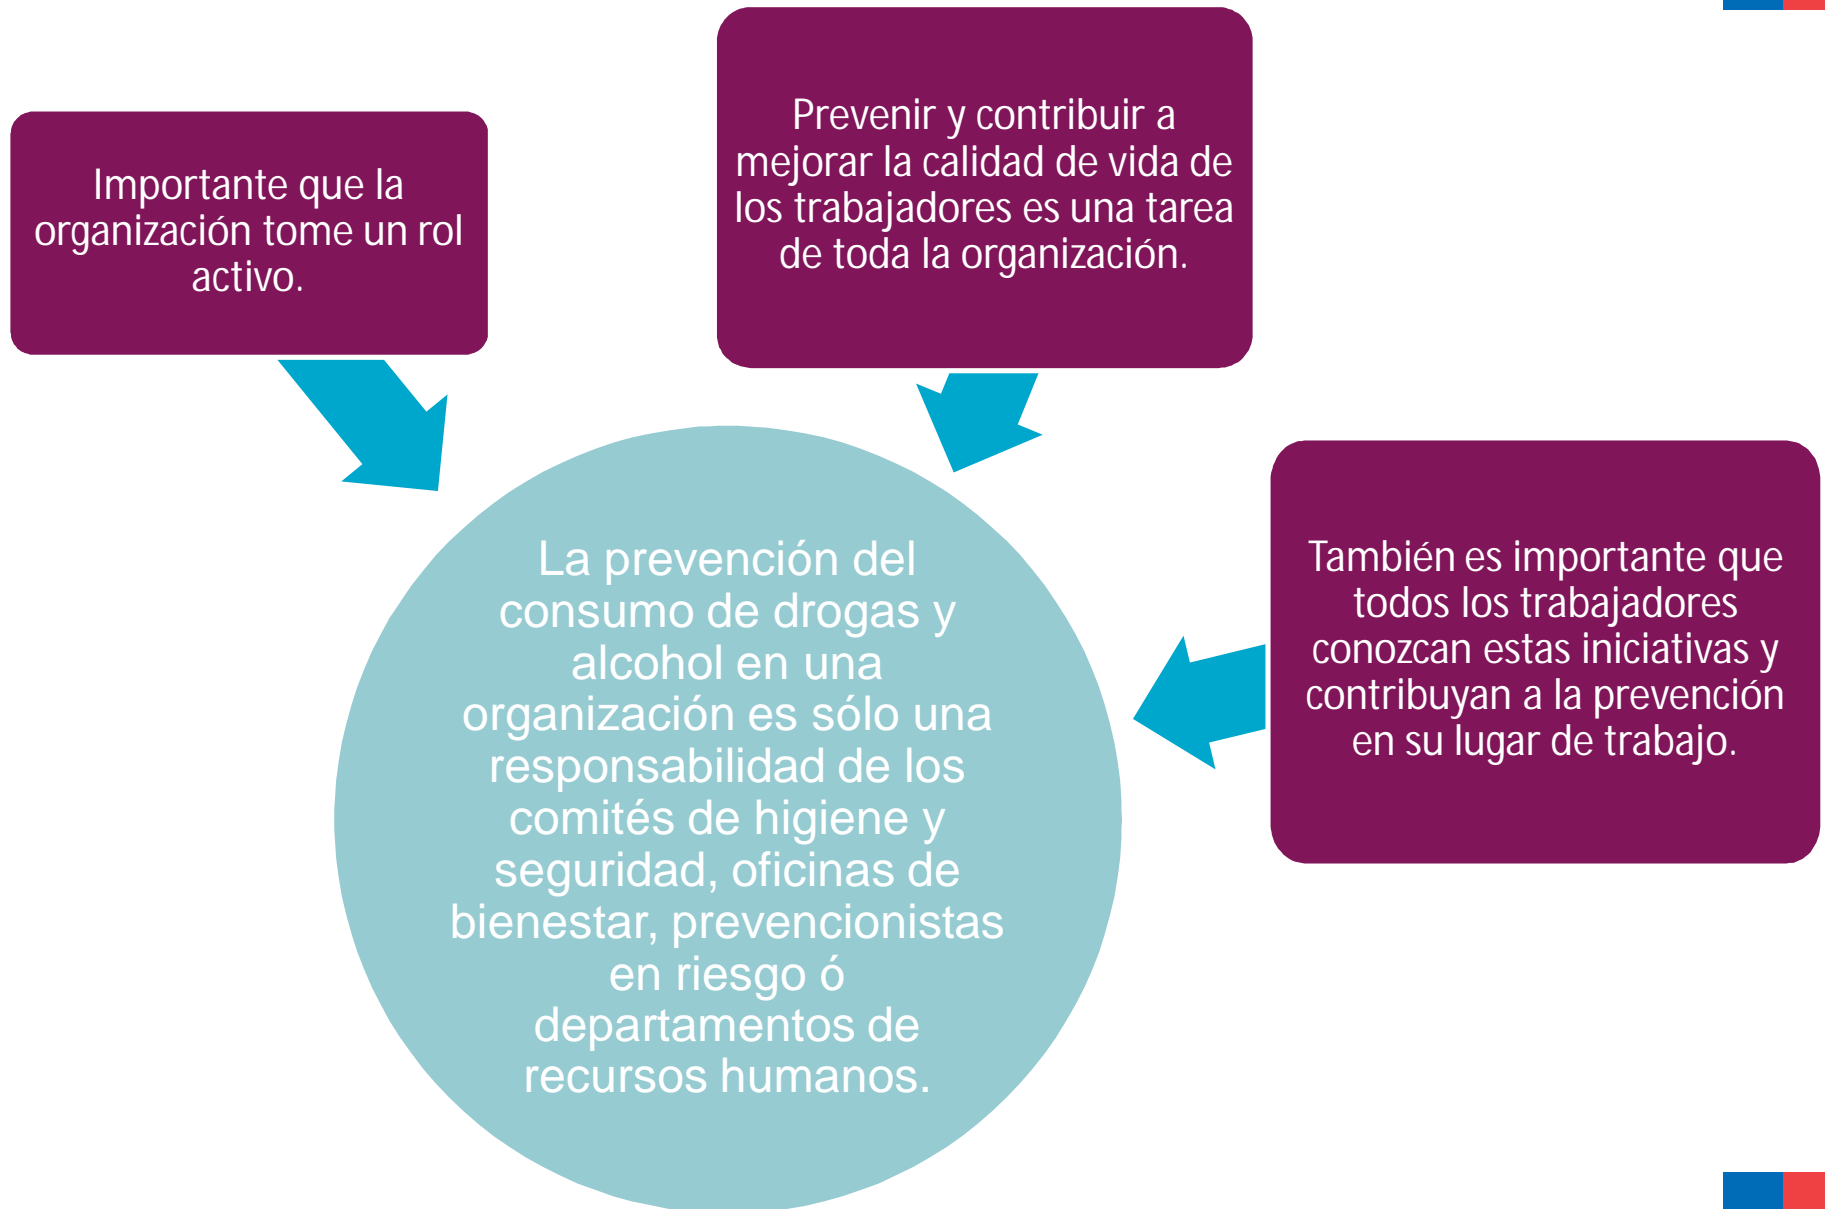 Importante que la
organización tome un rol
activo.
Prevenir y contribuir a
mejorar la calidad de vida de
los trabajadores es una tarea
de toda la organización.
También es importante que
todos los trabajadores
conozcan estas iniciativas y
contribuyan a la prevención
en su lugar de trabajo.
La prevención del
consumo de drogas y
alcohol en una
organización es sólo una
responsabilidad de los
comités de higiene y
seguridad, oficinas de
bienestar, prevencionistas
en riesgo ó
departamentos de
recursos humanos.